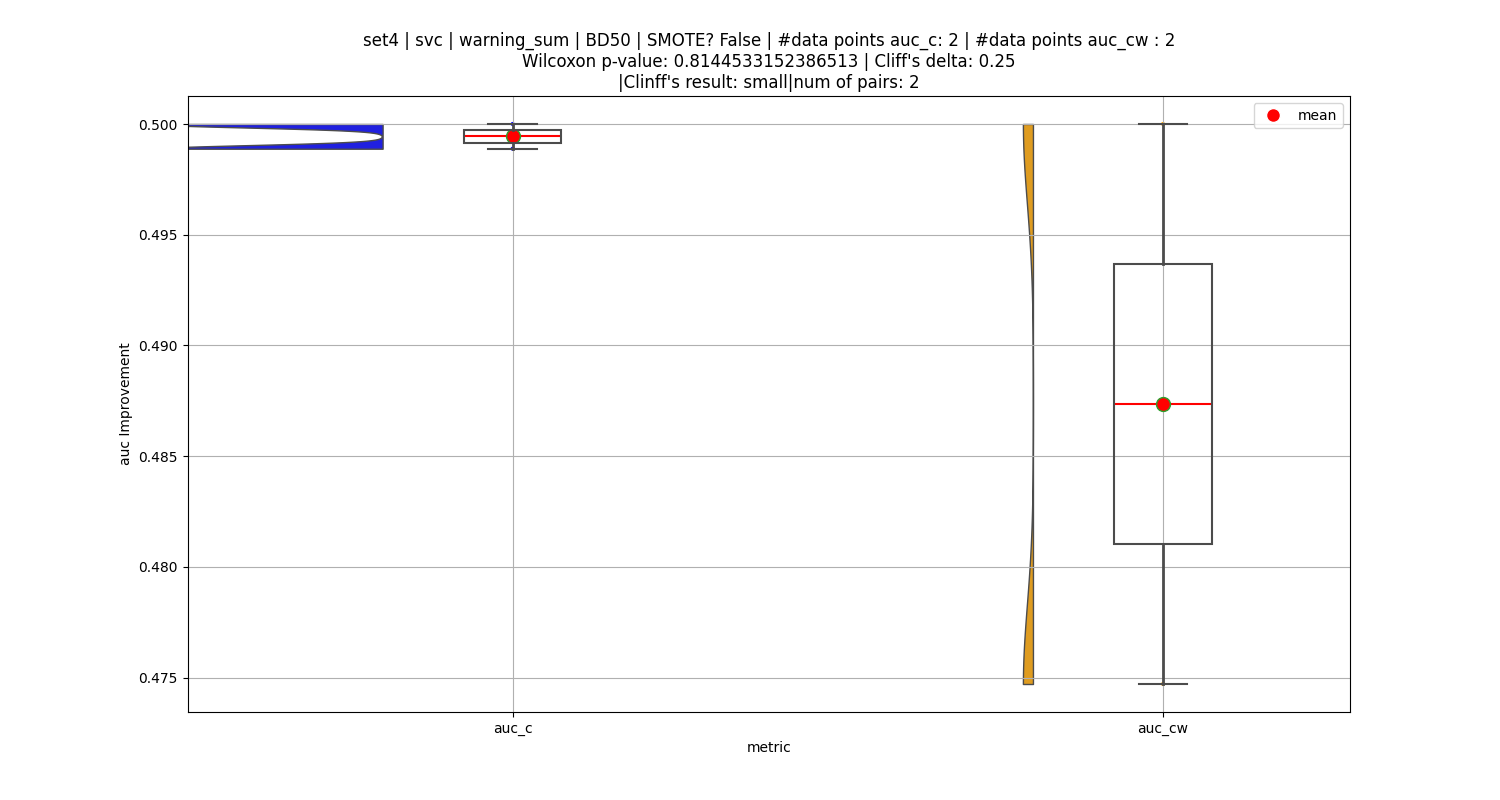 set4 | svc | warning_sum | BD50 | SMOTE? False | #data points auc_c: 2 | #data points auc_cw : 2
Wilcoxon p-value: 0.8144533152386513 | Cliff's delta: 0.25
|Clinff's result: small|num of pairs: 2
mean
0.500
0.495
0.490
0.485
0.480
0.475
auc Improvement
auc_c
auc_cw
metric